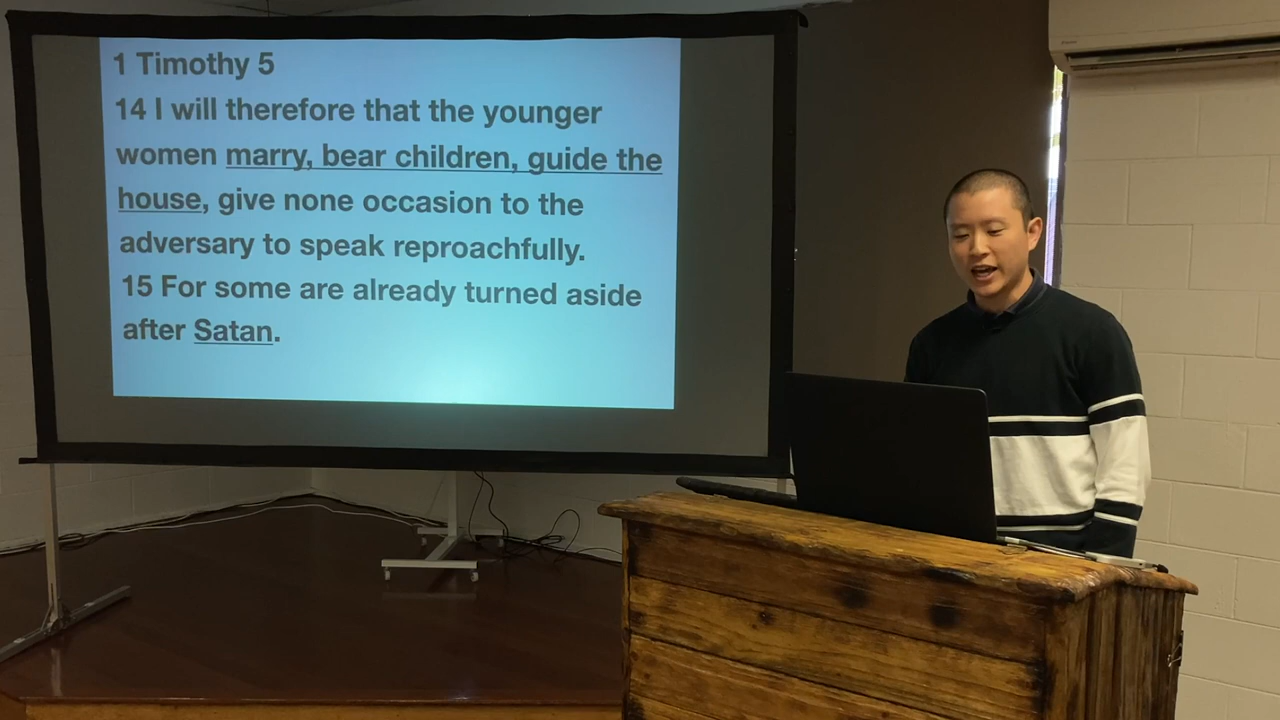 1 Timothy 5
14 I will therefore that the younger
women marry, bear children, guide the
house, give none occasion to the
adversary to speak reproachfully.
15 For some are already turned aside
after Satan.